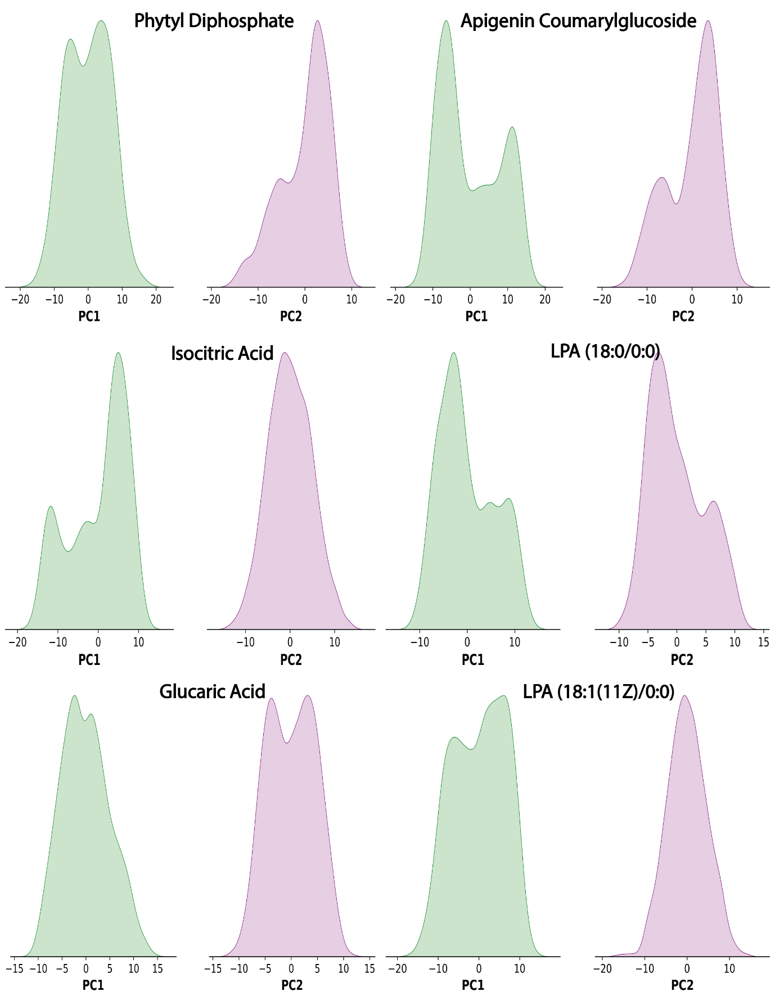 Phytyl Diphosphate Apigenin Coumarylglucoside
−20 −10 0 10 20 −20 −10 0 10 −20 −10 0 10 20 −20 −10 0 10
PC1 PC2 PC1 PC2
Isocitric Acid LPA (18:0/0:0)
−20 −10 0 10 −10 0 10 −10 0 10 −10 −5 0 5 10 15
PC1 PC2 PC1 PC2
Glucaric Acid LPA (18:1(11Z)/0:0)
−15 −10 −5 0 5 10 15 −15 −10 −5 0 5 10 15 −20 −10 0 10 −20 −10 0 10
PC1 PC2 PC1 PC2